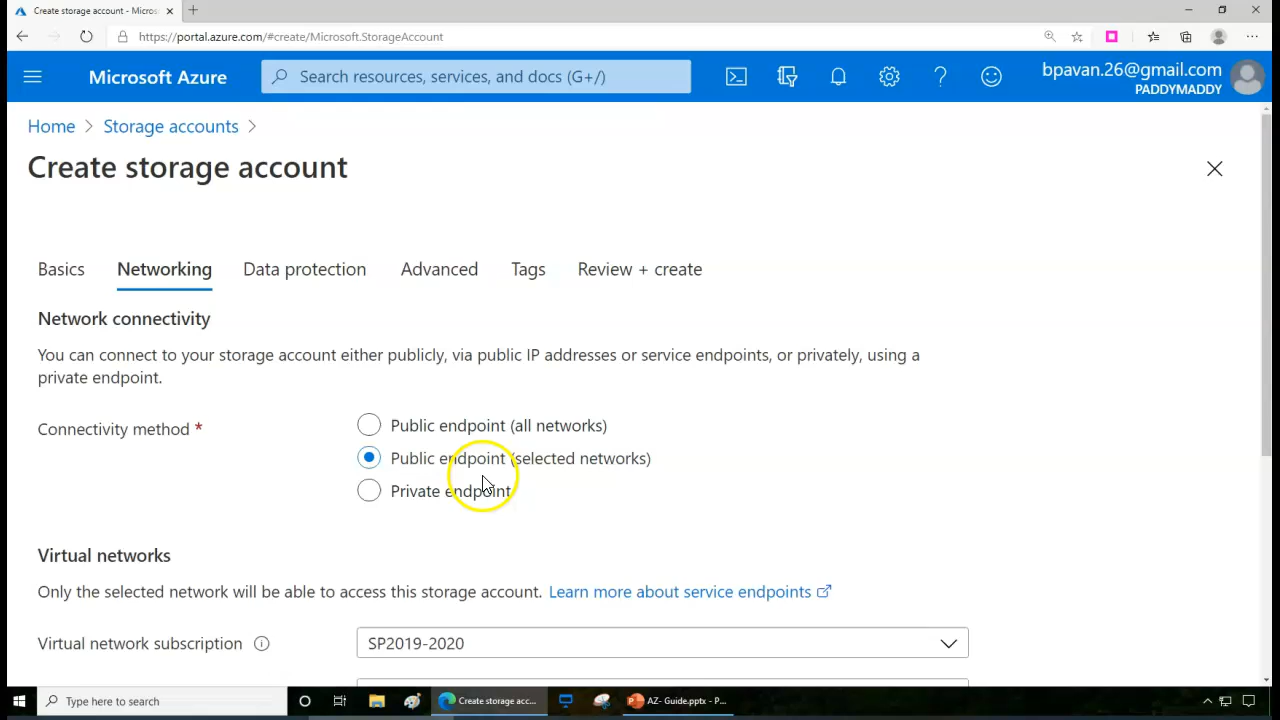 Create storage account - Micros
https://portal.azure.com/#create/Microsoft.StorageAccount
Microsoft Azure
Search resources, services, and docs (G+/)
bpavan.26@gmail.com
PADDYMADDY
Home > Storage accounts >
Create storage account
Basics Networking Data protection Advanced Tags Review + create
Network connectivity
You can connect to your storage account either publicly, via public IP addresses or service endpoints, or privately, using a
private endpoint.
Connectivity method *
Public endpoint (all networks)
Public endpoint (selected networks)
Private endpoint
Virtual networks
Only the selected network will be able to access this storage account. Learn more about service endpoints
Virtual network subscription
SP2019-2020
Type here to search
Create storage acc...
AZ- Guide.pptx - P...